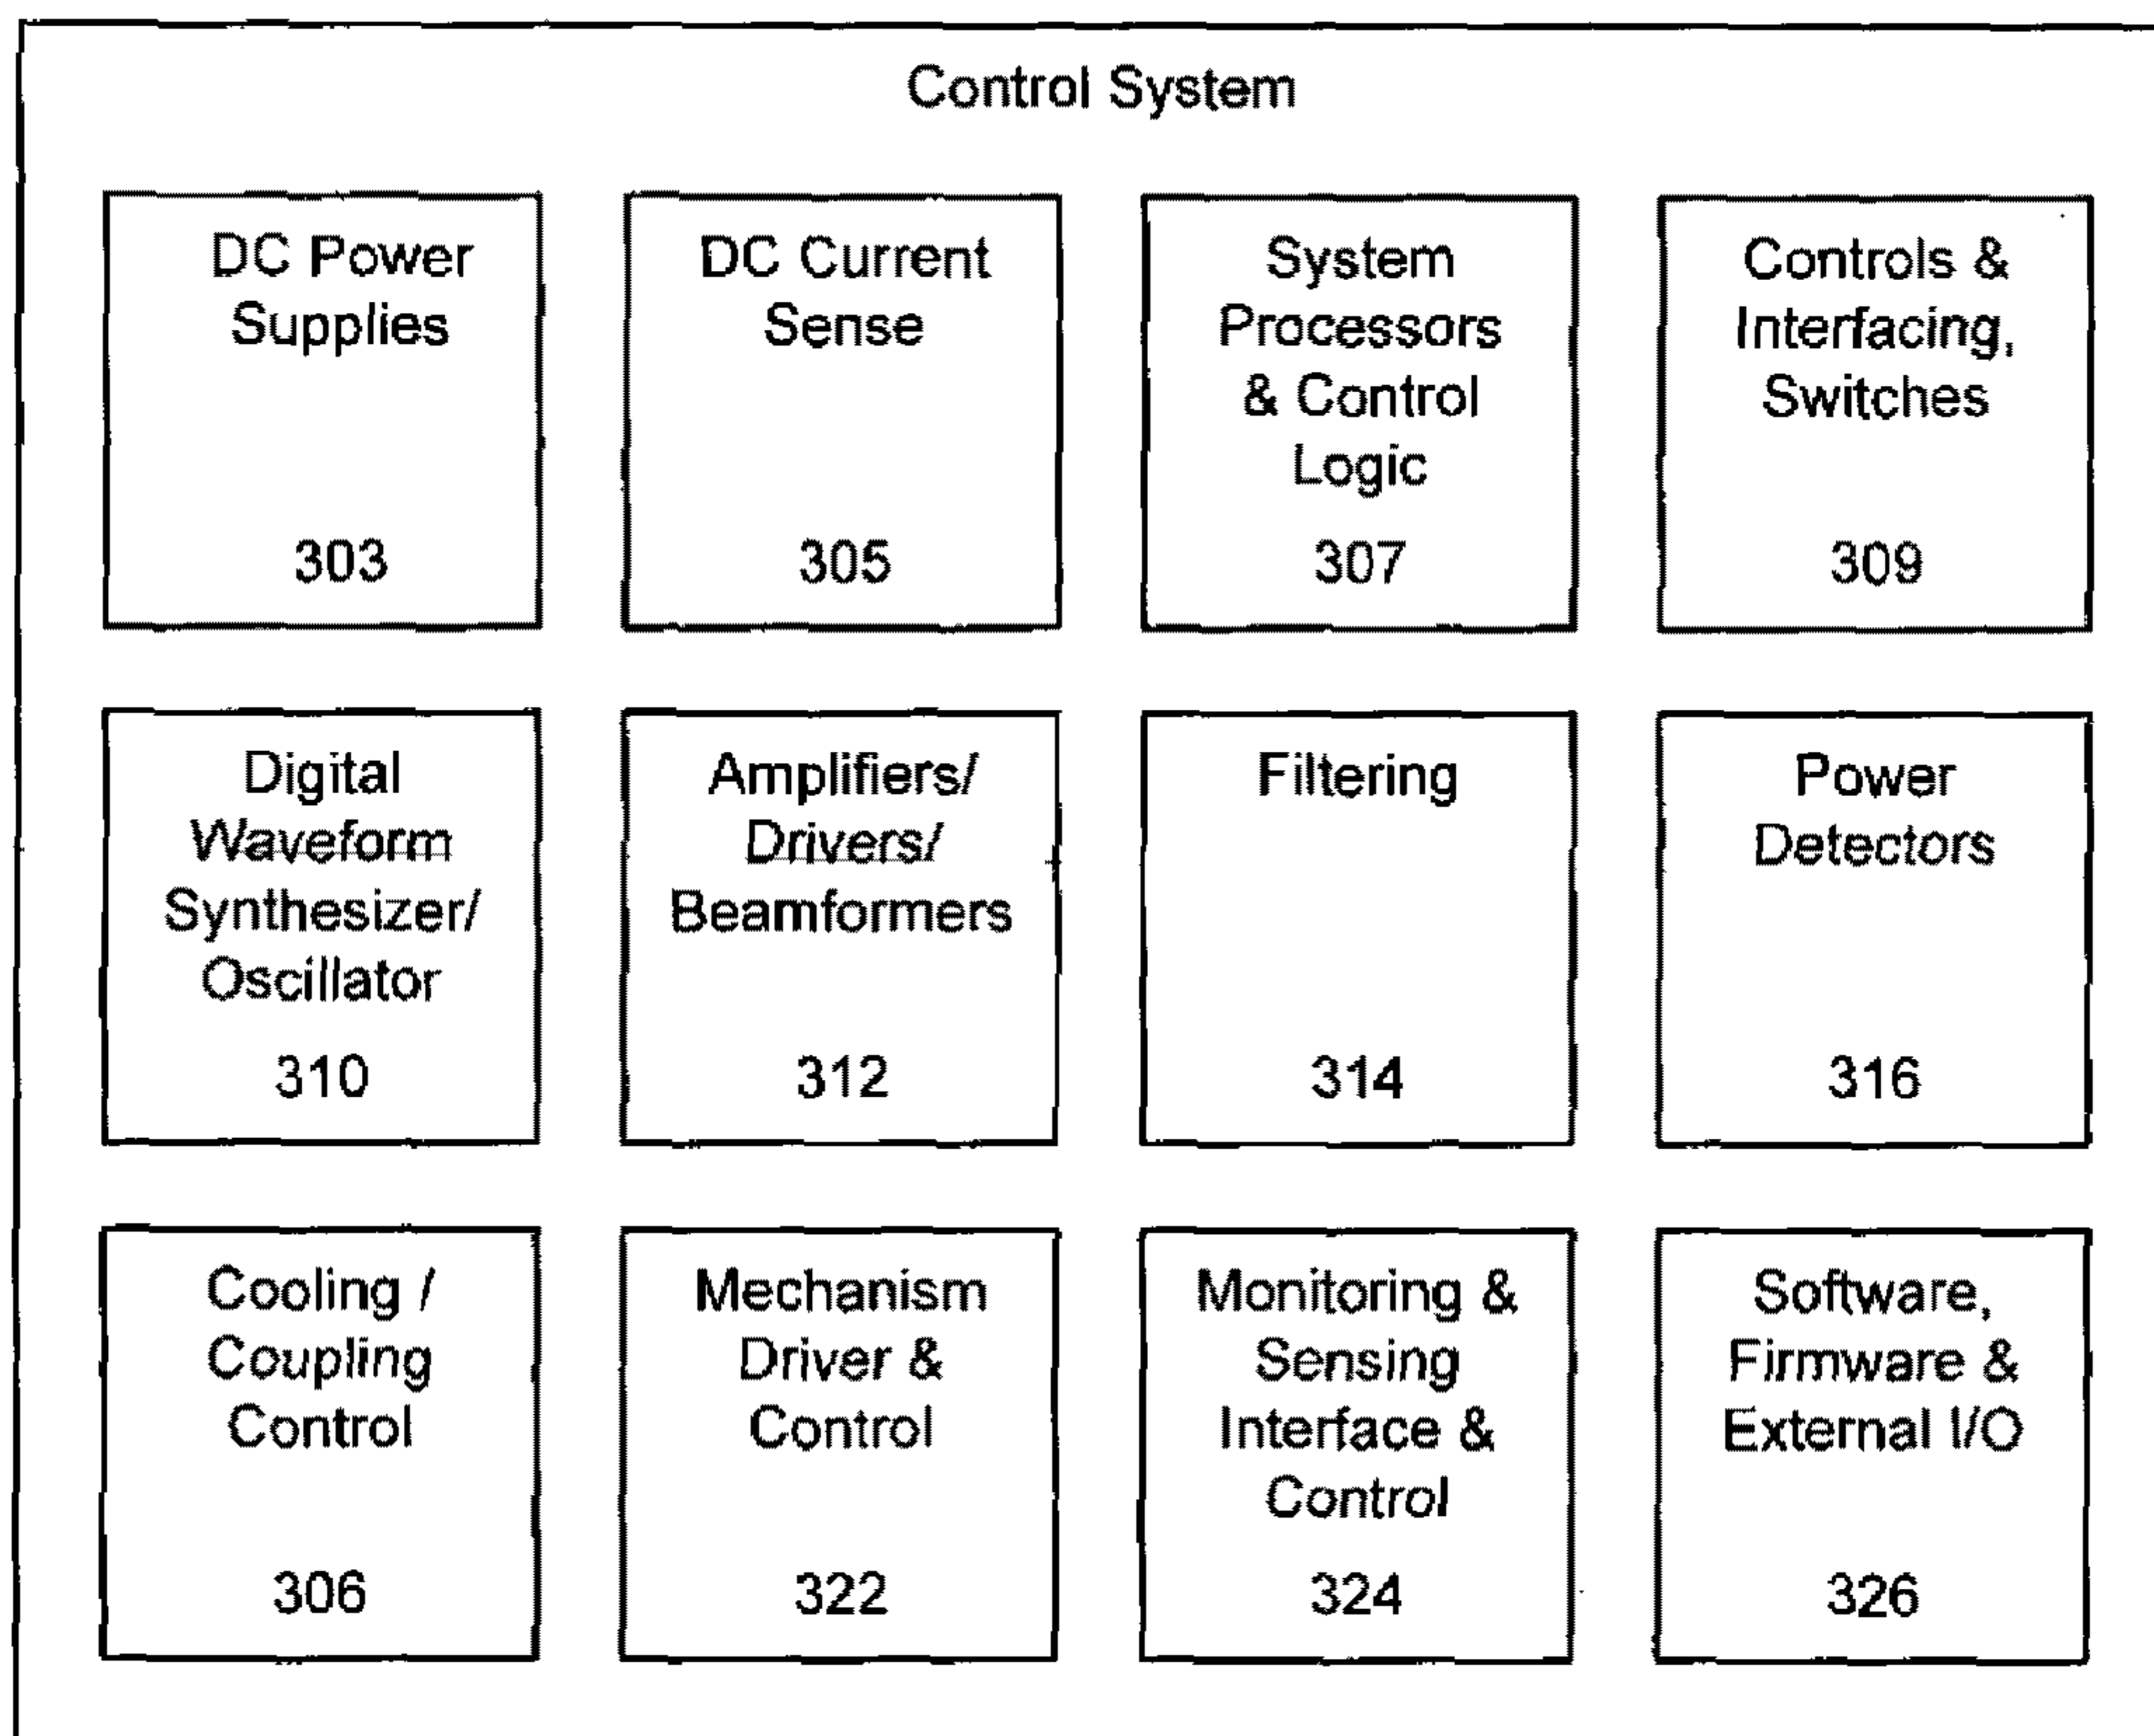 Control System
DC Power
Supplies
303
DC Current
Sense
305
System
Processors
& Control
Logic
307
Controls &
Interfacing,
Switches
309
Digital
Waveform
Synthesizer/
Oscillator
310
Amplifiers/
Drivers/
Beamformers
312
Filtering
314
Power
Detectors
316
Cooling /
Coupling
Control
306
Mechanism
Driver &
Control
322
Monitoring &
Sensing
Interface &
Control
324
Software,
Firmware &
External I/O
326